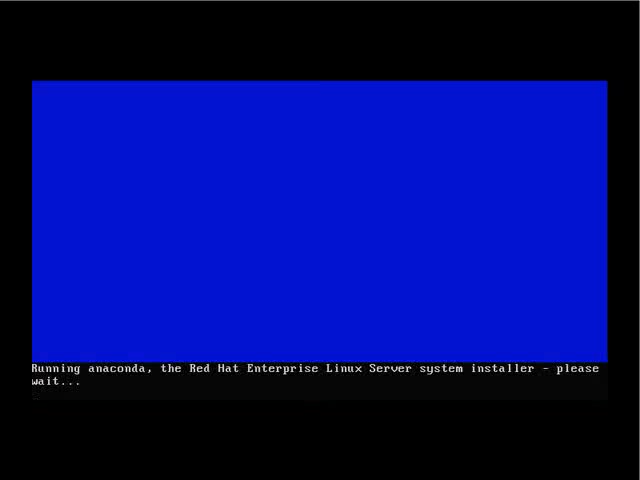 Running anaconda, the Red Hat Enterprise Linux Server system installer - please
wait...